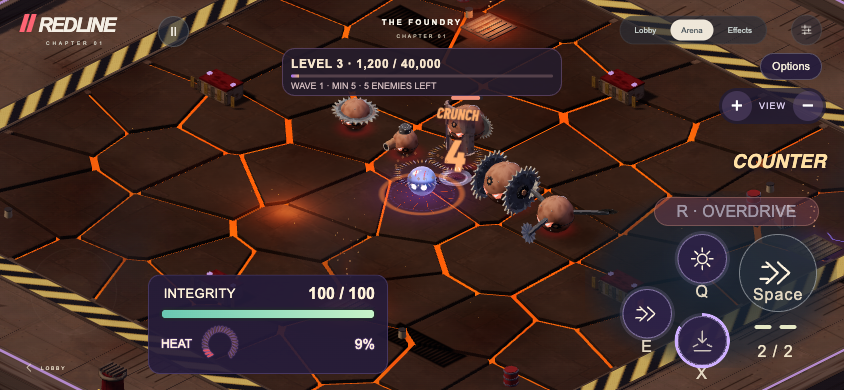 REDLINE
CHAPTER 01
THE FOUNDRY
CHAPTER 01
Lobby
Arena
Effects
Options
LEVEL 3 · 1,200 / 40,000
WAVE 1 · MIN 5 · 5 ENEMIES LEFT
+ VIEW −
CRUNCH
4
COUNTER
R · OVERDRIVE
Q
Space
E
X
2 / 2
INTEGRITY 100 / 100
HEAT 9%
LOBBY